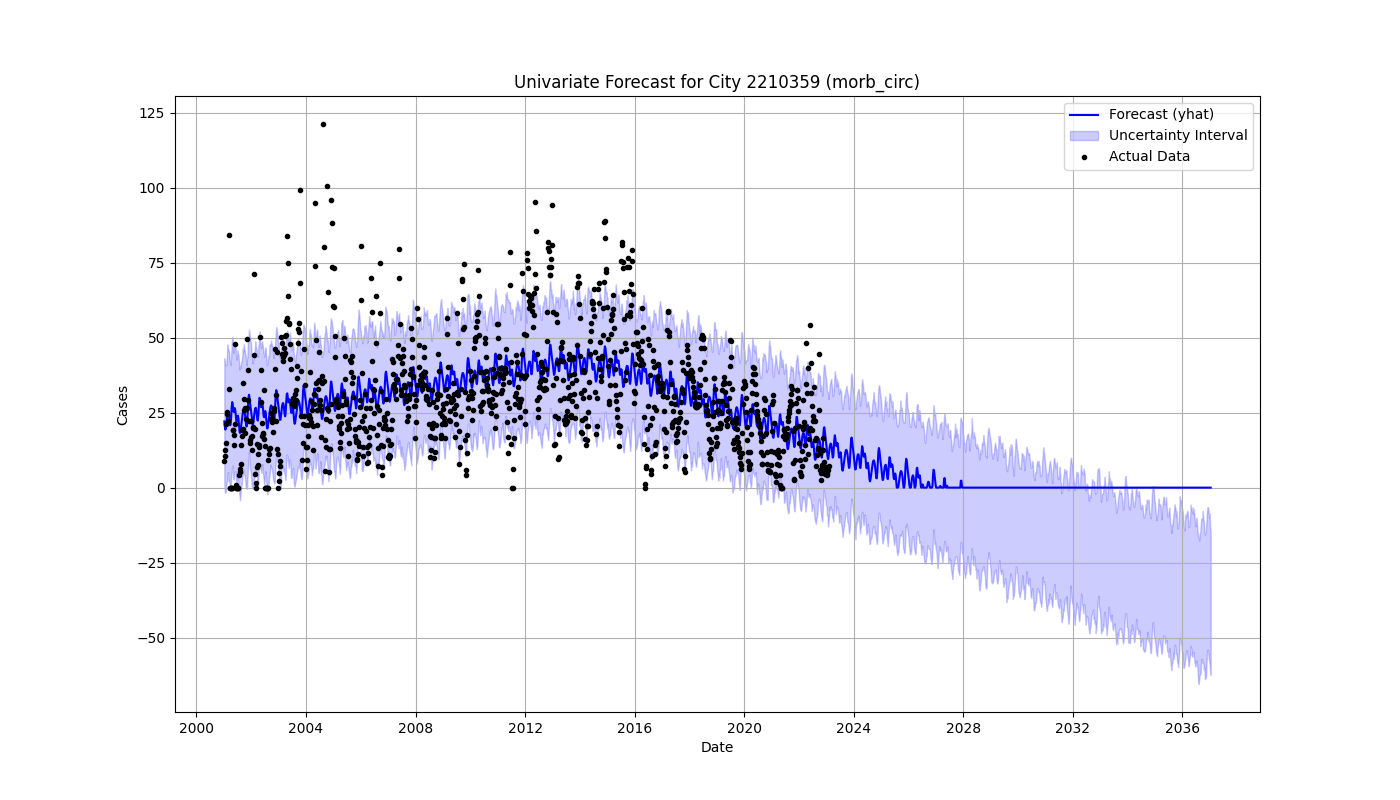 Univariate Forecast for City 2210359 (morb_circ)
Forecast (yhat)
Uncertainty Interval
Actual Data
125
100
75
50
25
0
−25
−50
Cases
2000 2004 2008 2012 2016 2020 2024 2028 2032 2036
Date